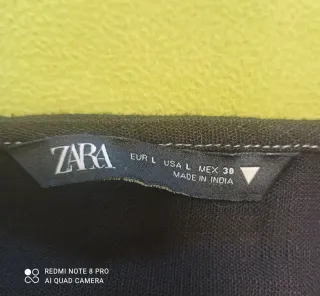 ZARA
EUR L USA L MEX 30
MADE IN INDIA
REDMI NOTE 8 PRO
AI QUAD CAMERA